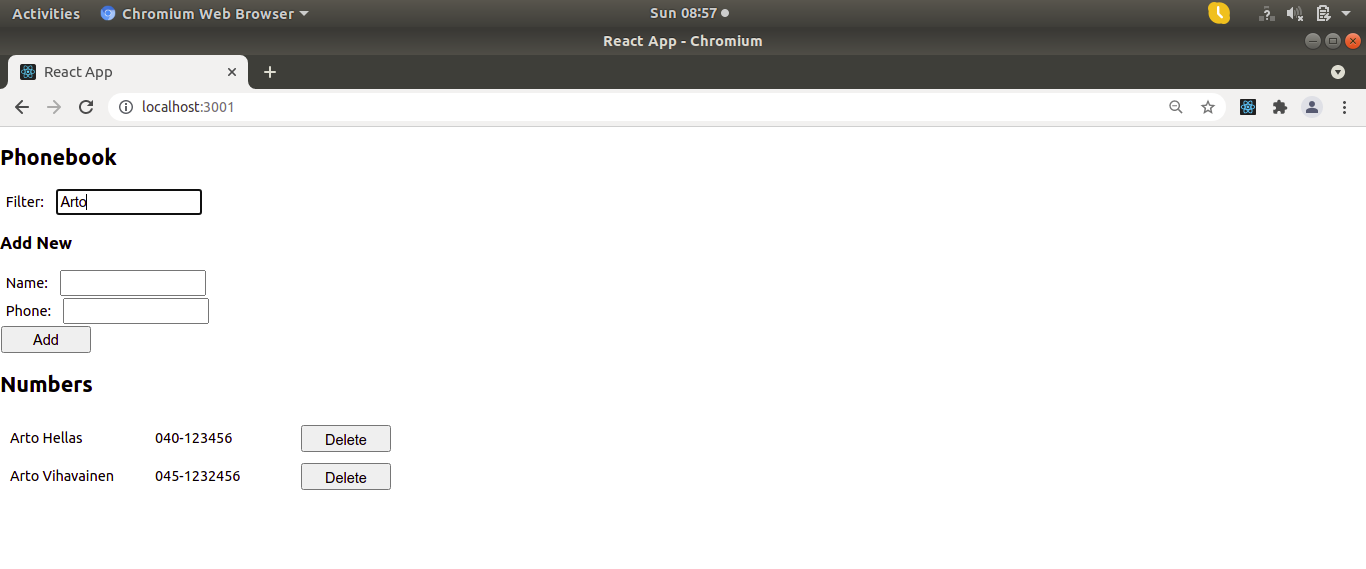 Activities Chromium Web Browser Sun 08:57
React App - Chromium
React App
localhost:3001
Phonebook
Filter: Arto
Add New
Name:
Phone:
Add
Numbers
Arto Hellas 040-123456 Delete
Arto Vihavainen 045-1232456 Delete